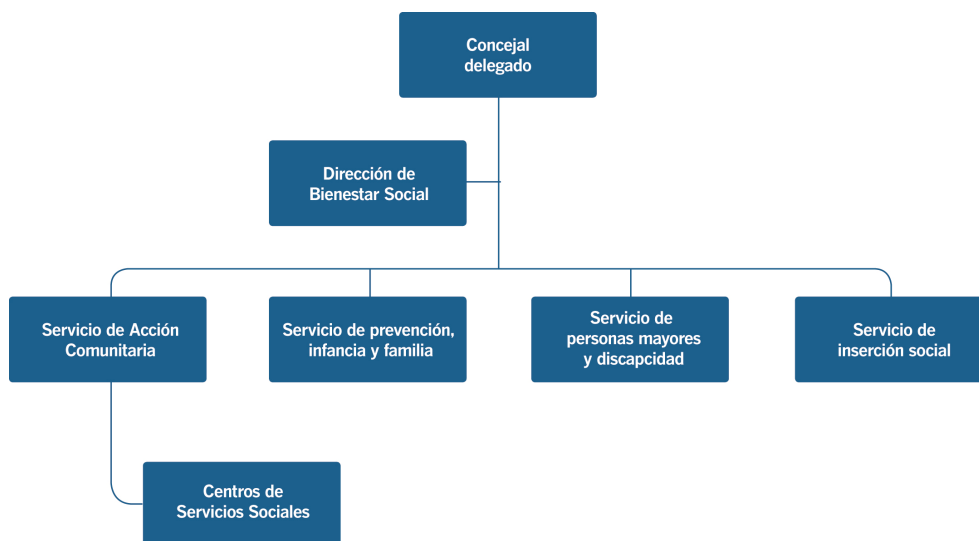 Concejal
delegado
Dirección de
Bienestar Social
Servicio de Acción
Comunitaria
Servicio de prevención,
infancia y familia
Servicio de
personas mayores
y discapcidad
Servicio de
inserción social
Centros de
Servicios Sociales